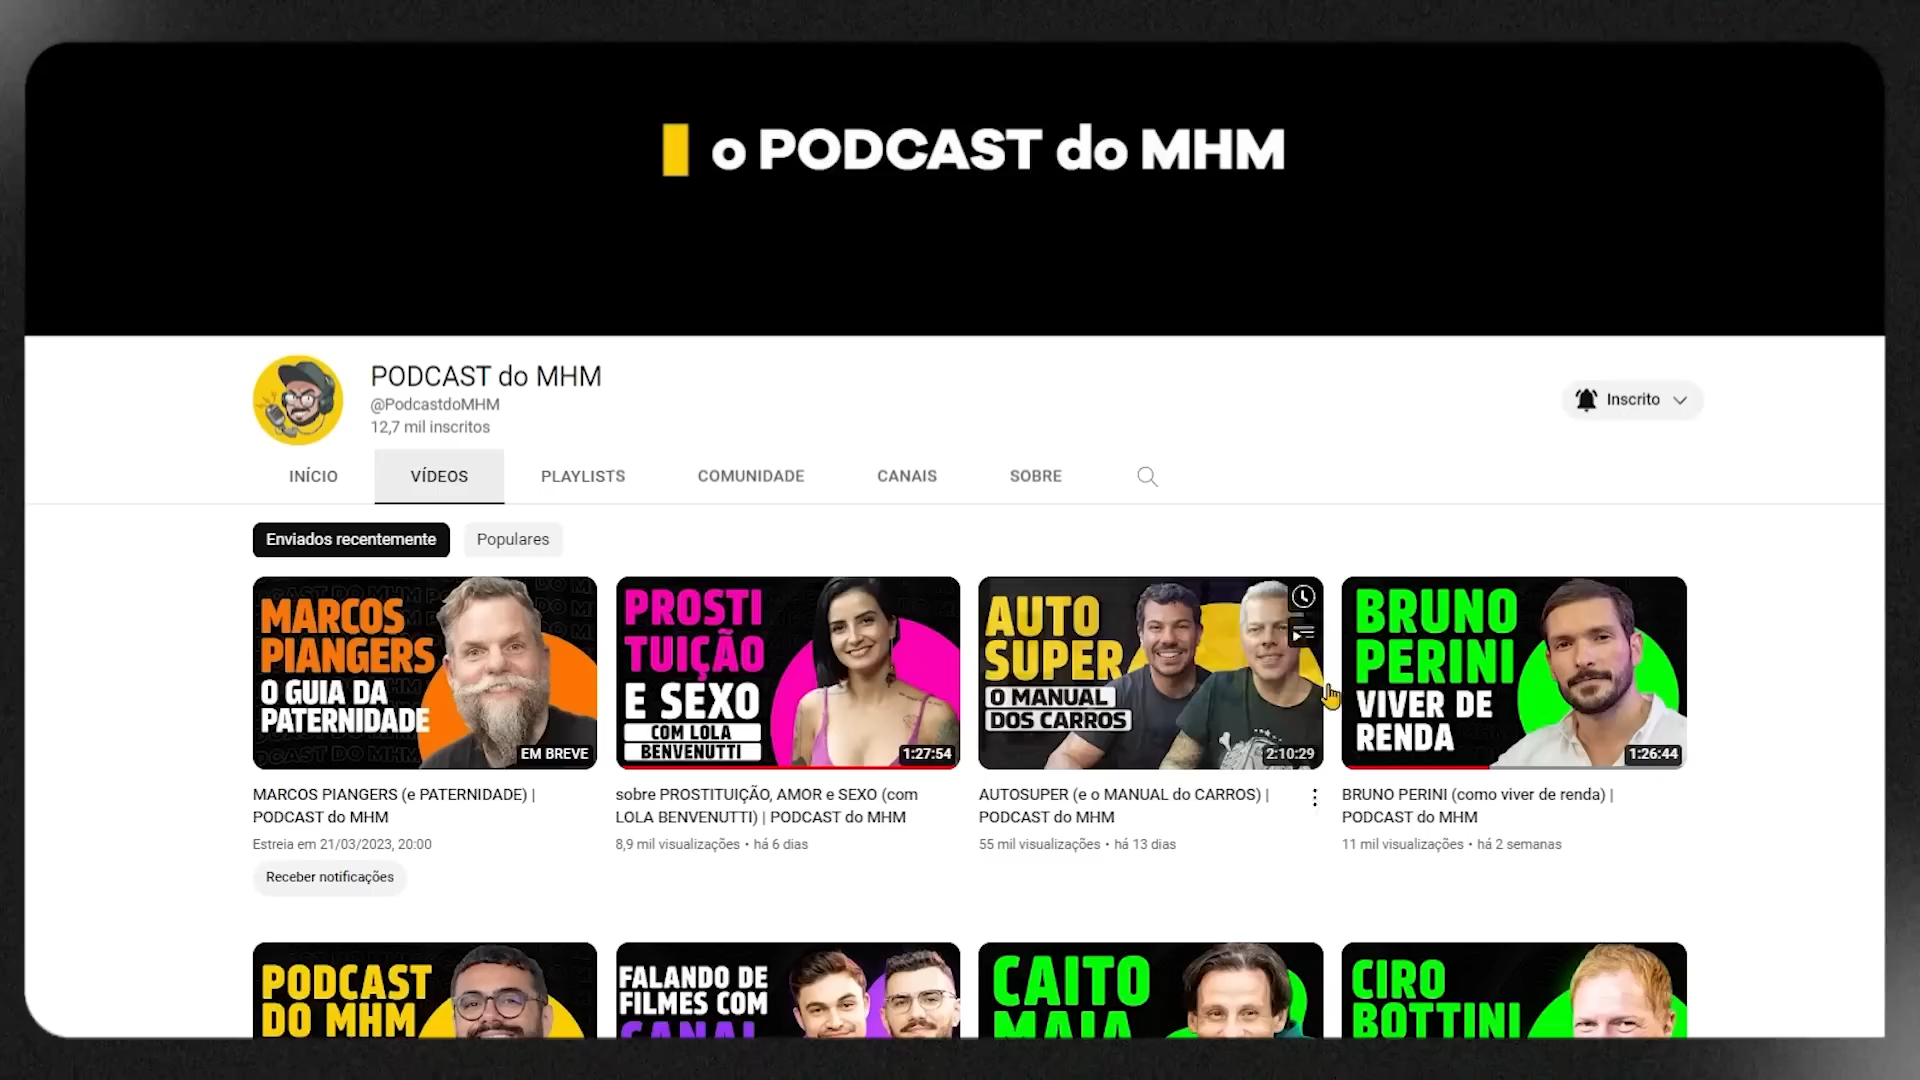 o PODCAST do MHM
PODCAST do MHM
@PodcastdoMHM
12,7 mil inscritos
Inscrito
INÍCIO
VÍDEOS
PLAYLISTS
COMUNIDADE
CANAIS
SOBRE
Enviados recentemente
Populares
MARCOS
PIANGERS
O GUIA DA
PATERNIDADE
EM BREVE
PROSTI
TUIÇÃO
E SEXO
COM LOLA
BENVENUTTI
1:27:54
AUTO
SUPER
O MANUAL
DOS CARROS
2:10:29
BRUNO
PERINI
VIVER DE
RENDA
1:26:44
MARCOS PIANGERS (e PATERNIDADE) |
PODCAST do MHM
Estreia em 21/03/2023, 20:00
Receber notificações
sobre PROSTITUIÇÃO, AMOR e SEXO (com
LOLA BENVENUTTI) | PODCAST do MHM
8,9 mil visualizações • há 6 dias
AUTOSUPER (e o MANUAL do CARROS) |
PODCAST do MHM
55 mil visualizações • há 13 dias
BRUNO PERINI (como viver de renda) |
PODCAST do MHM
11 mil visualizações • há 2 semanas
PODCAST
DO MHM
FALANDO DE
FILMES COM
CANAL
CAITO
MAIA
CIRO
BOTTINI